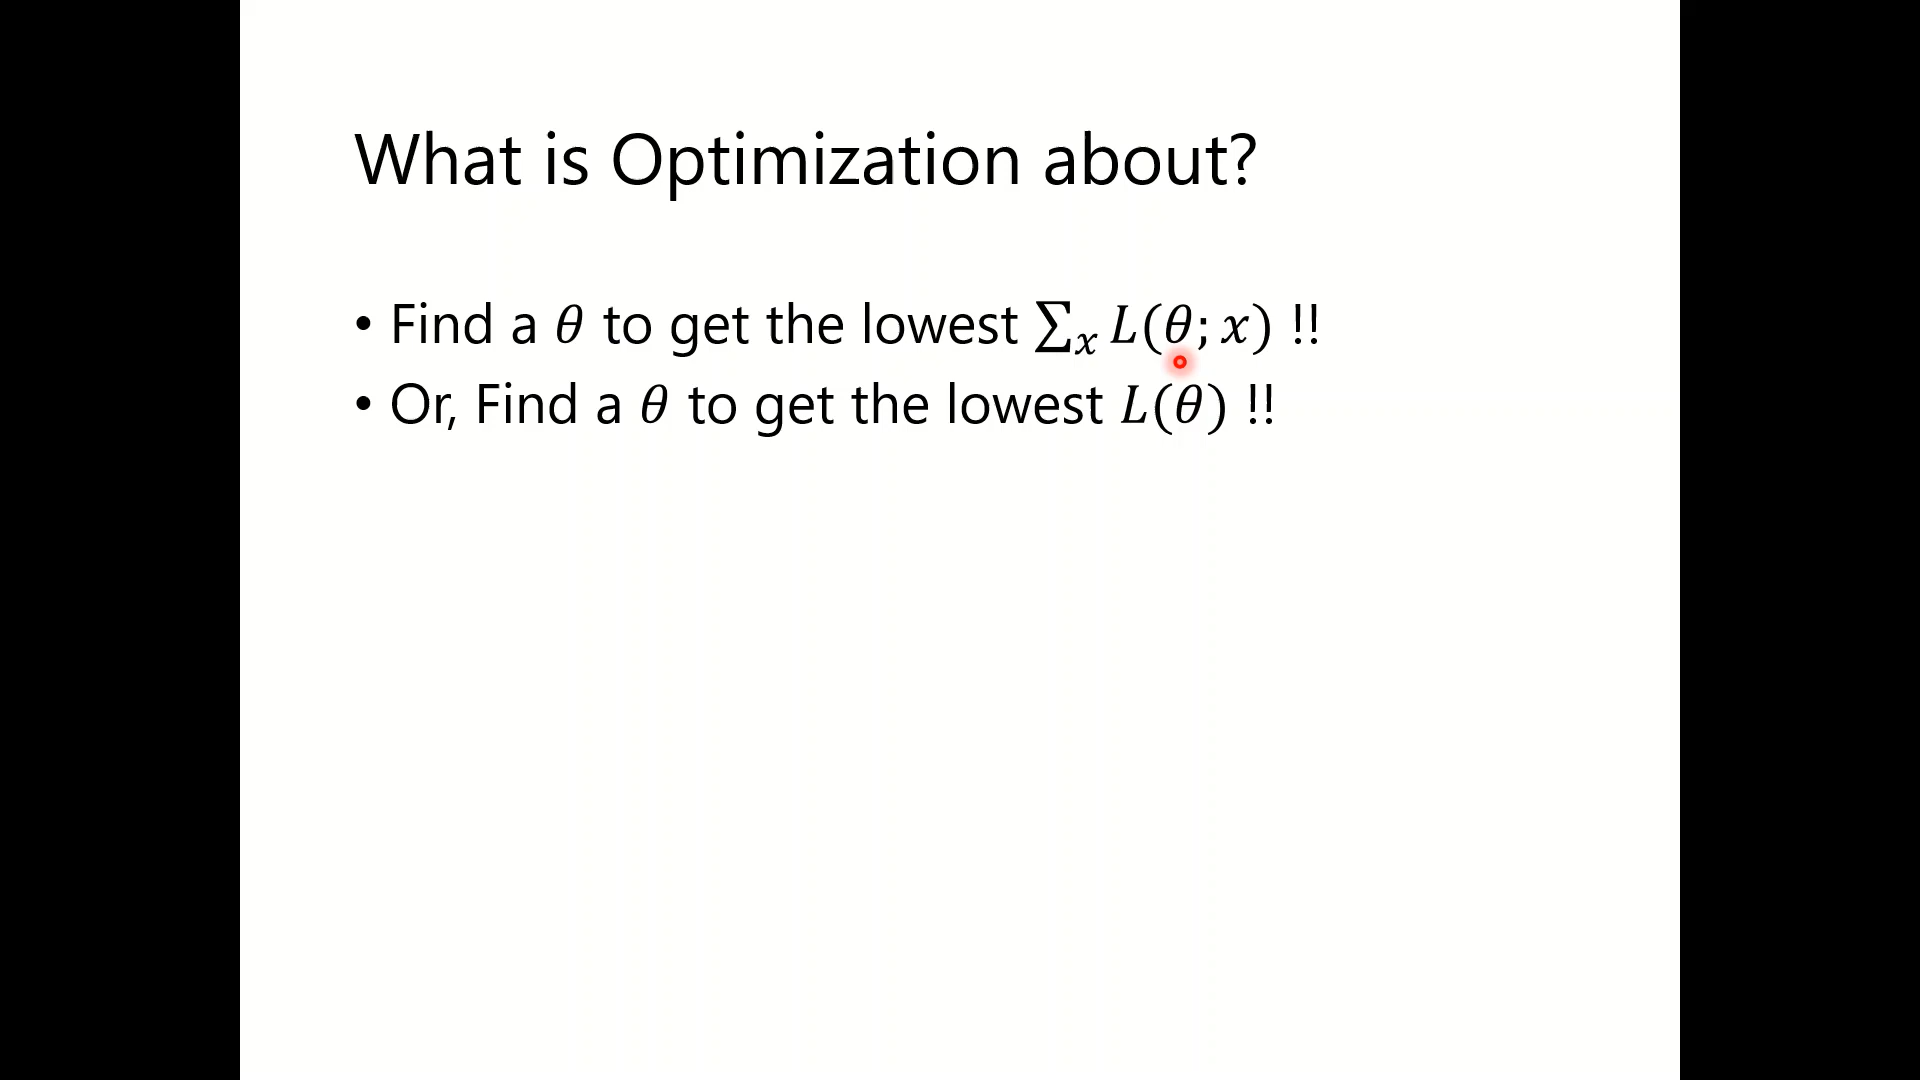 What is Optimization about?
• Find a 𝜃 to get the lowest ∑ₓ 𝐿(𝜃; 𝑥) !!
• Or, Find a 𝜃 to get the lowest 𝐿(𝜃) !!